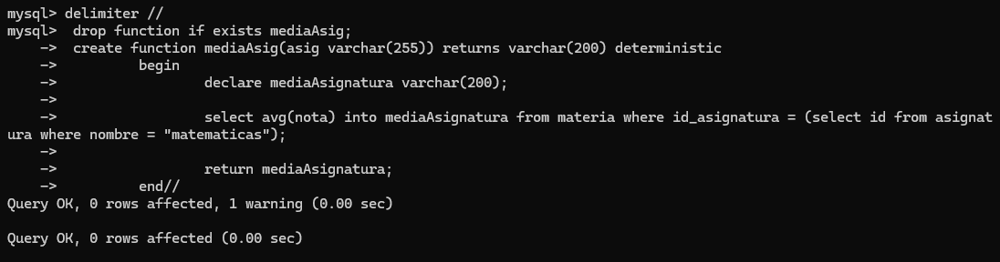 mysql> delimiter //
mysql>  drop function if exists mediaAsig;
    ->  create function mediaAsig(asig varchar(255)) returns varchar(200) deterministic
    ->          begin
    ->                  declare mediaAsignatura varchar(200);
    ->
    ->                  select avg(nota) into mediaAsignatura from materia where id_asignatura = (select id from asignat
ura where nombre = "matematicas");
    ->
    ->                  return mediaAsignatura;
    ->          end//
Query OK, 0 rows affected, 1 warning (0.00 sec)

Query OK, 0 rows affected (0.00 sec)